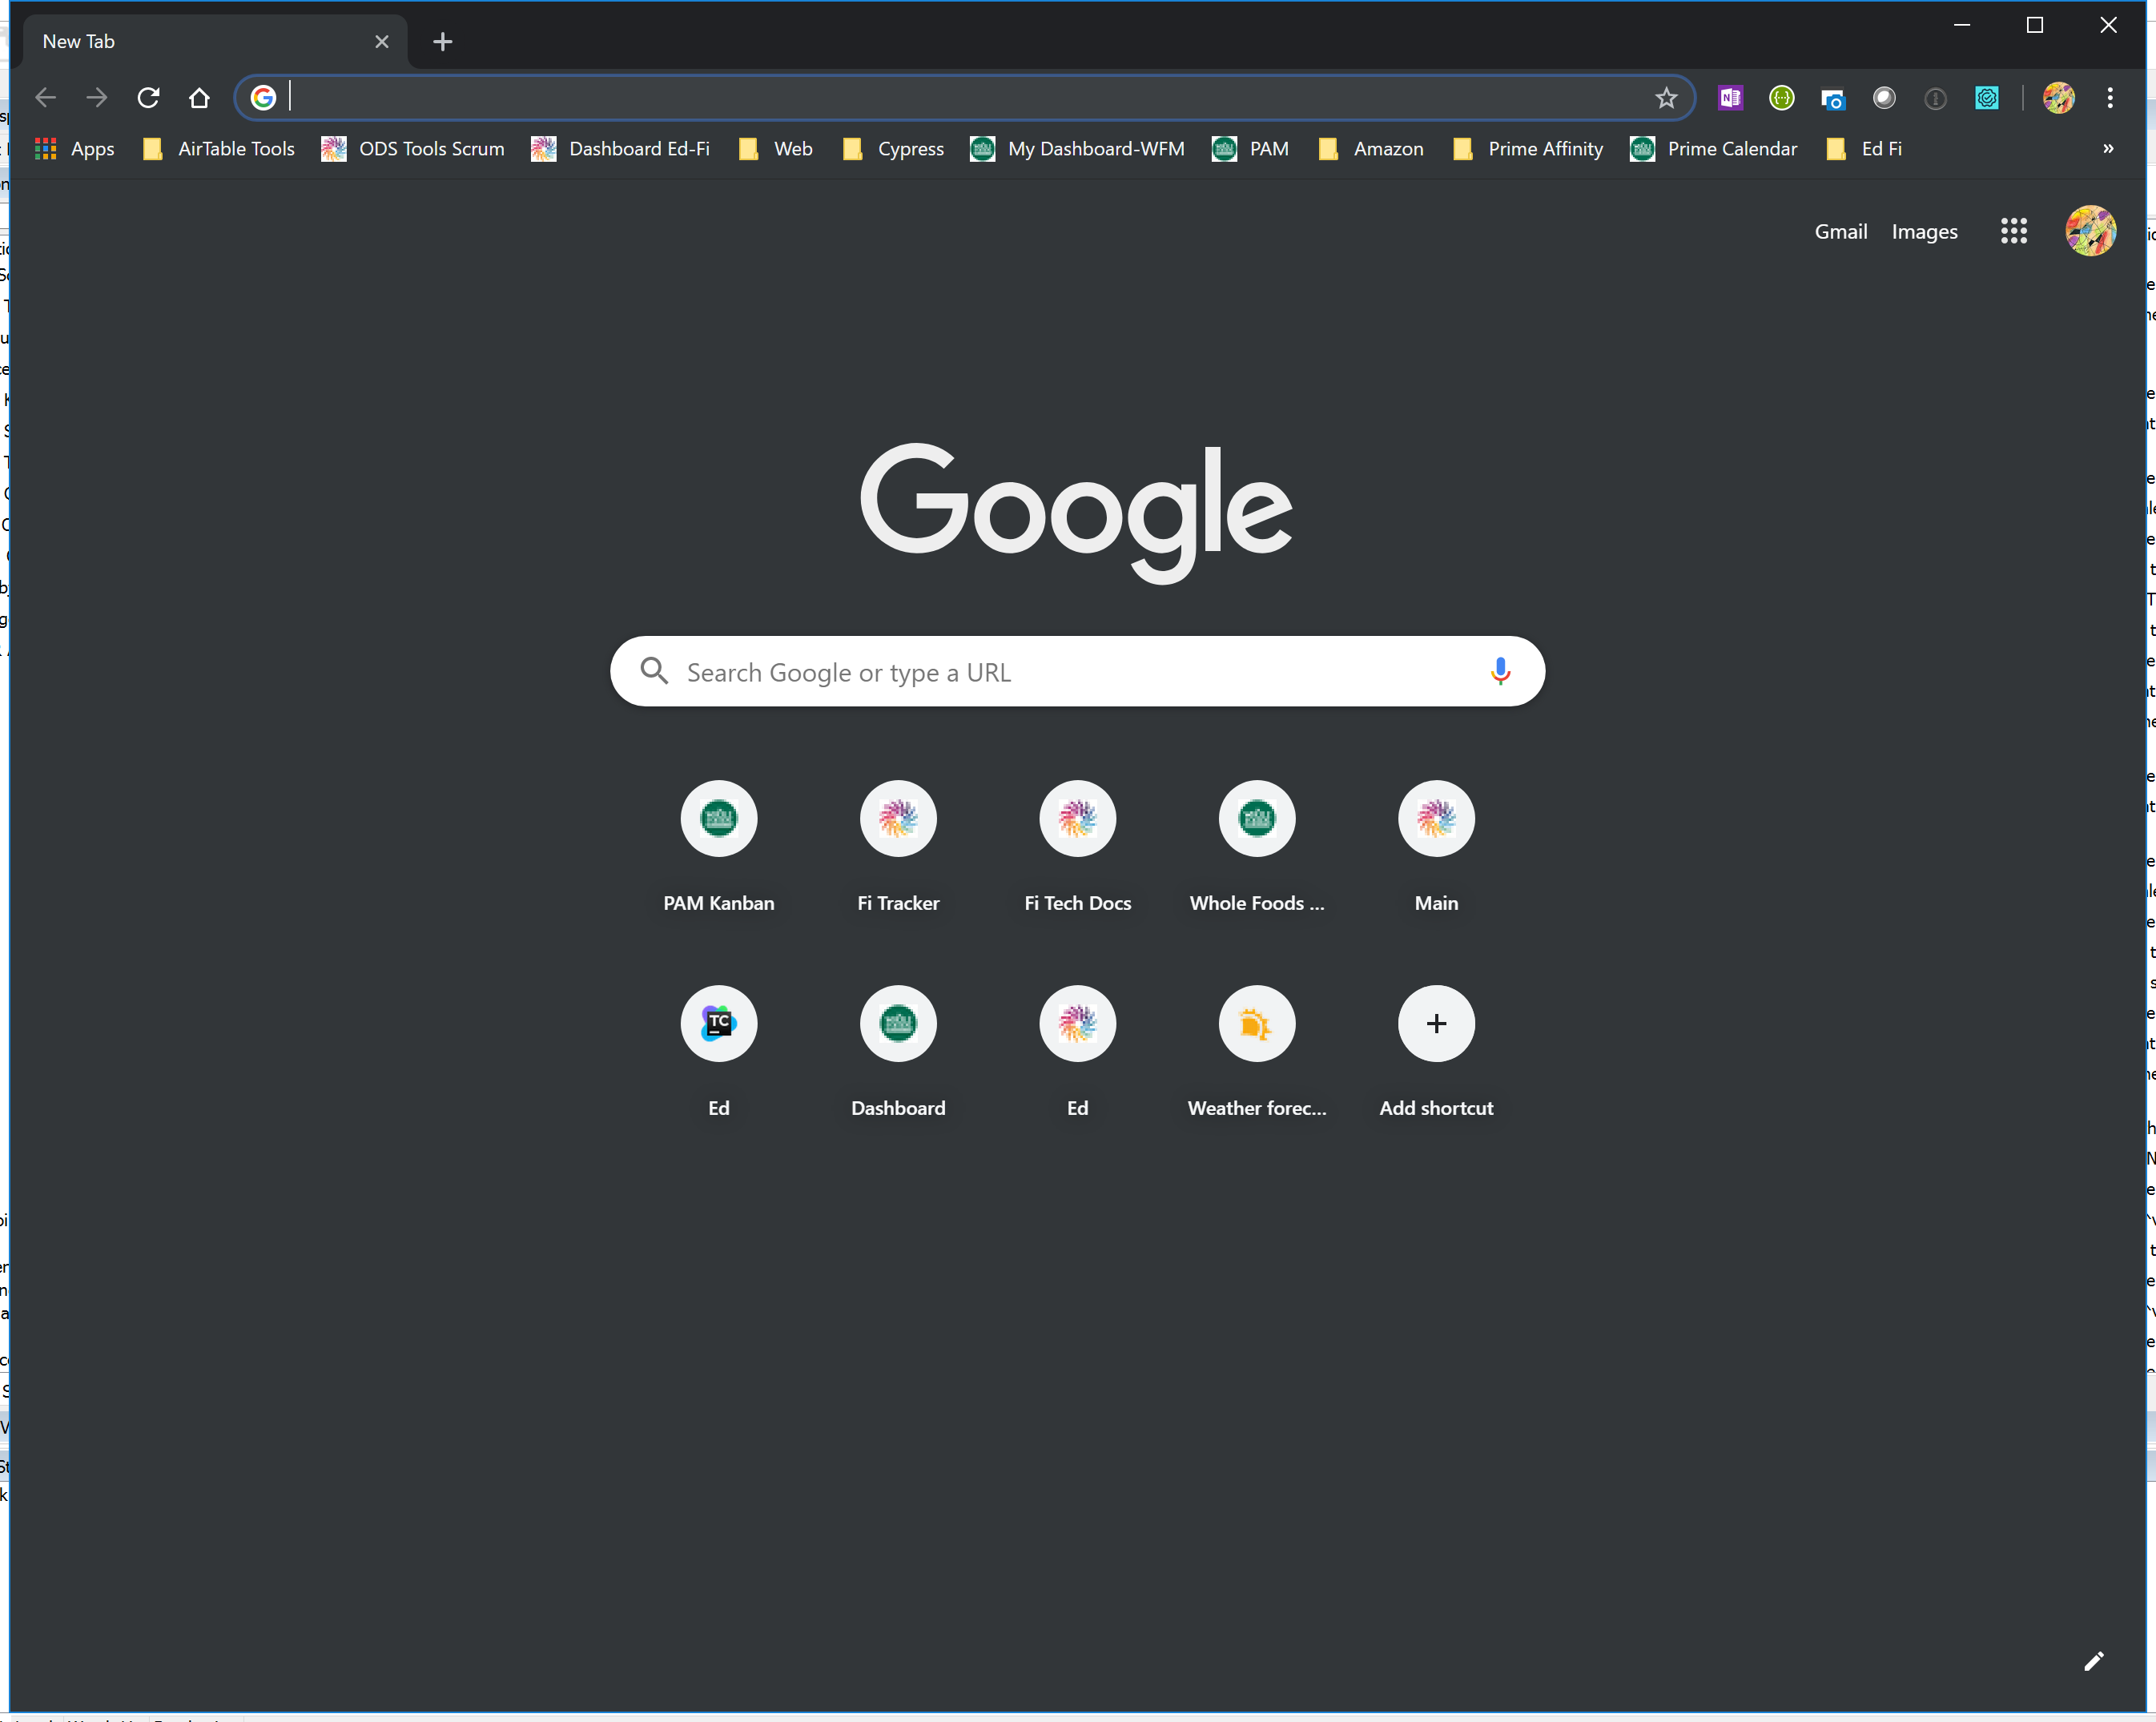 New Tab
Apps AirTable Tools ODS Tools Scrum Dashboard Ed-Fi Web Cypress My Dashboard-WFM PAM Amazon Prime Affinity Prime Calendar Ed Fi »
Gmail Images
Google
Search Google or type a URL
PAM Kanban Fi Tracker Fi Tech Docs Whole Foods ... Main
TC
Ed Dashboard Ed Weather forec... Add shortcut